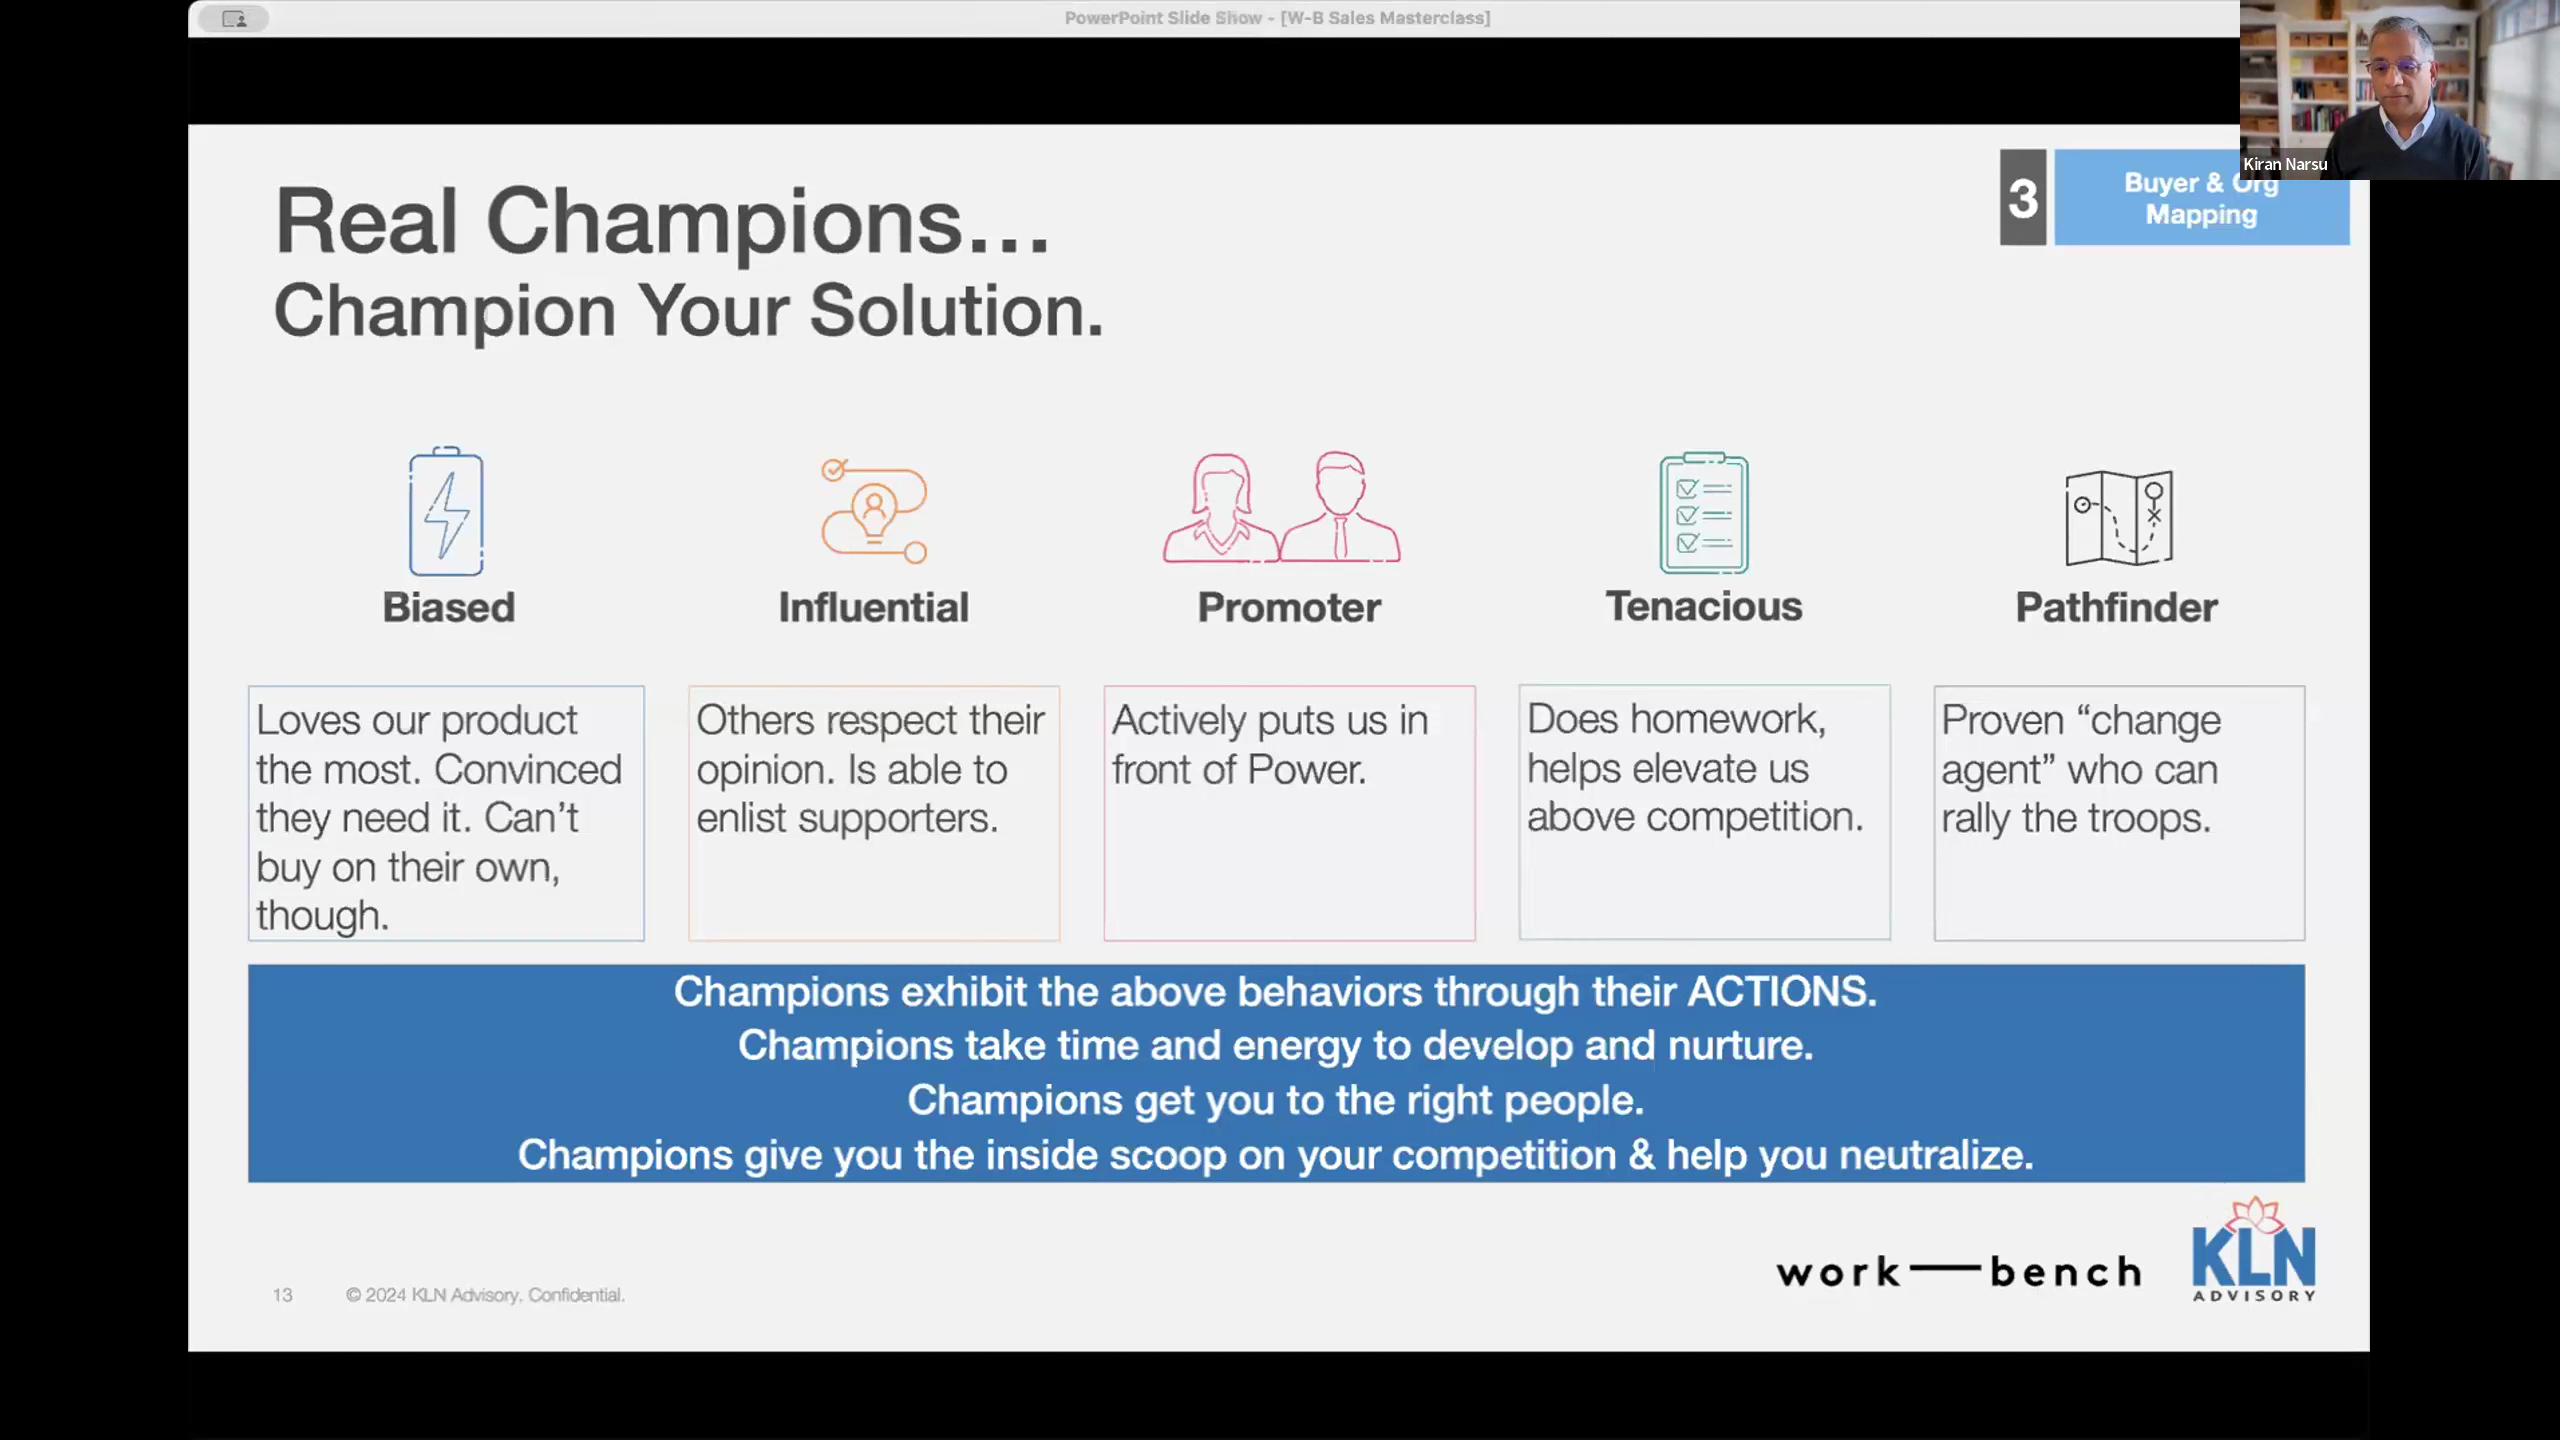 PowerPoint Slide Show - [W-B Sales Masterclass]
Kiran Narsu
3
Buyer & Org
Mapping
Real Champions...
Champion Your Solution.
Biased
Influential
Promoter
Tenacious
Pathfinder
Loves our product
the most. Convinced
they need it. Can't
buy on their own,
though.
Others respect their
opinion. Is able to
enlist supporters.
Actively puts us in
front of Power.
Does homework,
helps elevate us
above competition.
Proven “change
agent” who can
rally the troops.
Champions exhibit the above behaviors through their ACTIONS.
Champions take time and energy to develop and nurture.
Champions get you to the right people.
Champions give you the inside scoop on your competition & help you neutralize.
13
© 2024 KLN Advisory. Confidential.
work—bench
KLN
ADVISORY